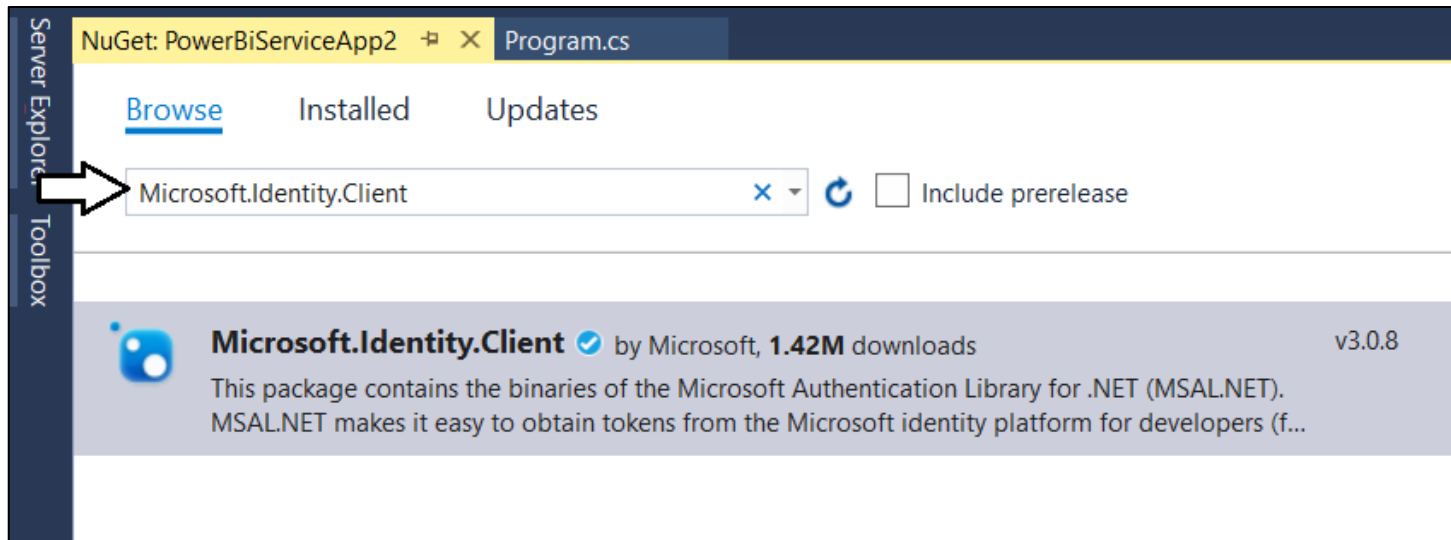 Server Explorer
Toolbox
NuGet: PowerBiServiceApp2
Program.cs
Browse Installed Updates
Microsoft.Identity.Client
Include prerelease
Microsoft.Identity.Client by Microsoft, 1.42M downloads v3.0.8
This package contains the binaries of the Microsoft Authentication Library for .NET (MSAL.NET).
MSAL.NET makes it easy to obtain tokens from the Microsoft identity platform for developers (f...